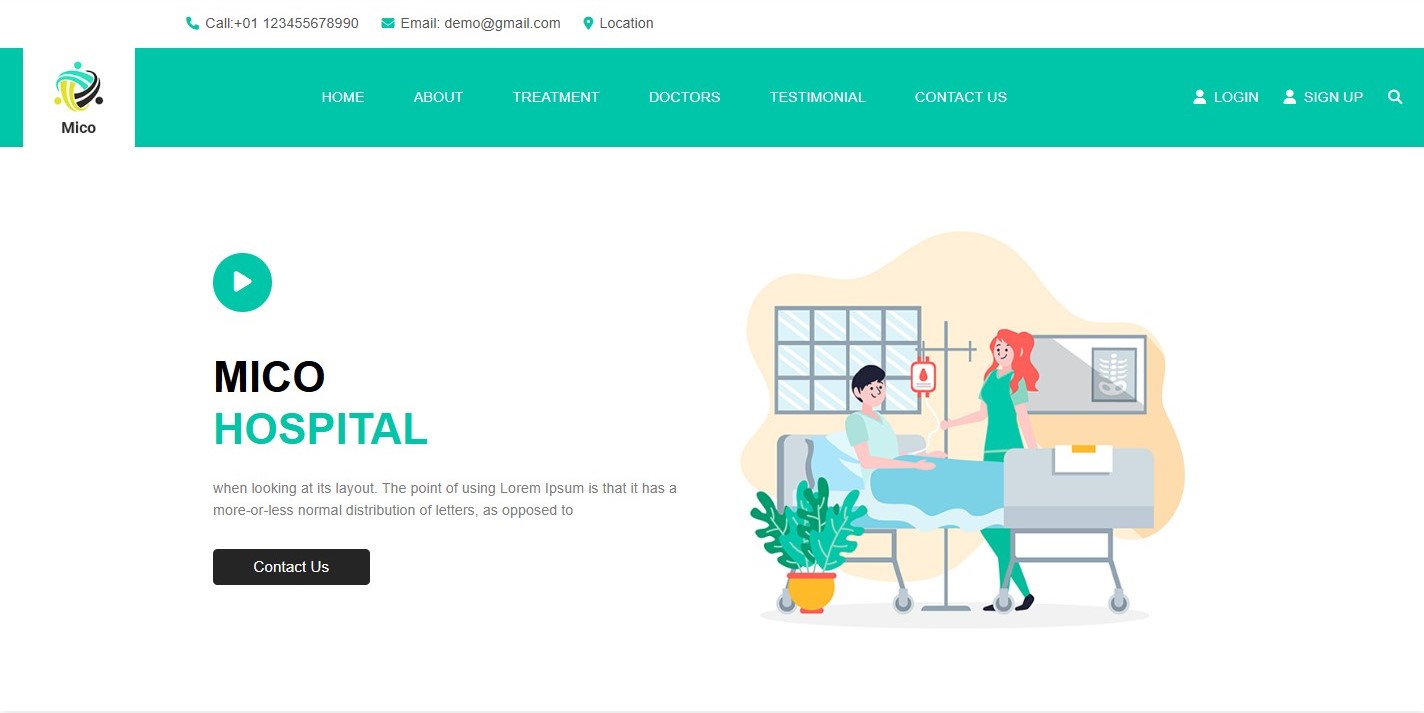 Call:+01 123455678990 Email: demo@gmail.com Location
Mico
HOME ABOUT TREATMENT DOCTORS TESTIMONIAL CONTACT US LOGIN SIGN UP
MICO
HOSPITAL
when looking at its layout. The point of using Lorem Ipsum is that it has a
more-or-less normal distribution of letters, as opposed to
Contact Us